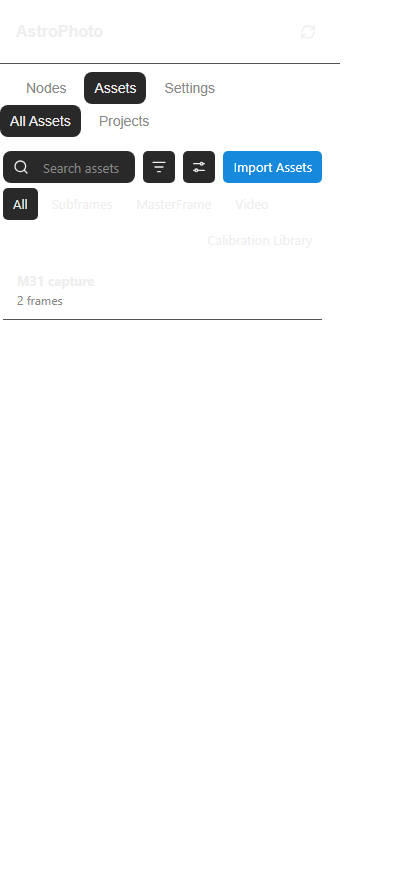 AstroPhoto
Nodes Assets Settings
All Assets Projects
Search assets Import Assets
All Subframes MasterFrame Video
Calibration Library
M31 capture
2 frames